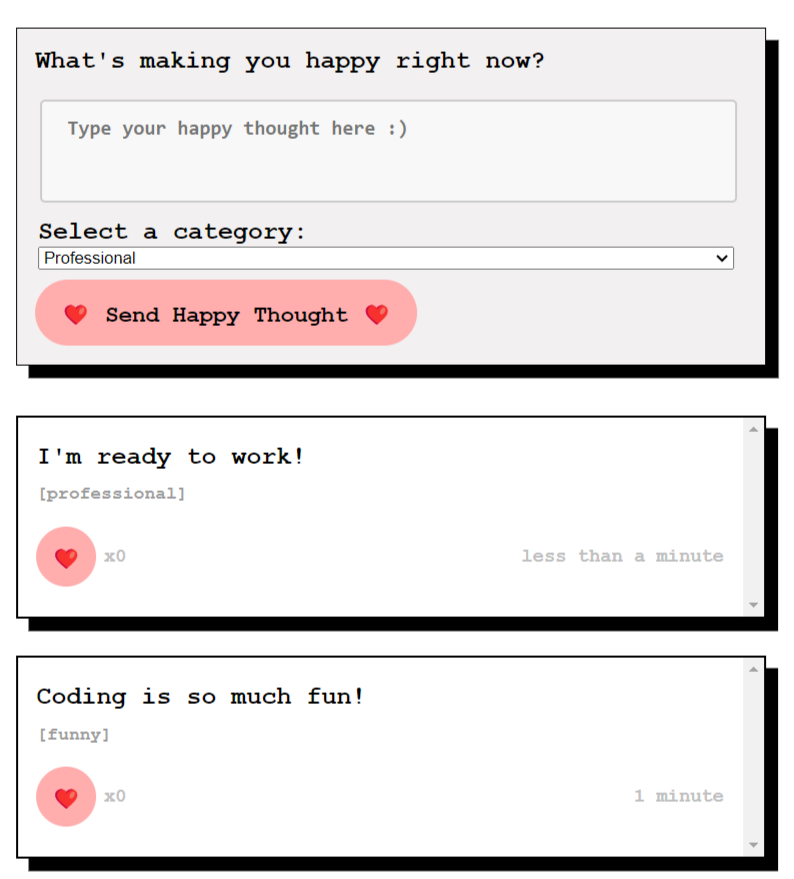 What's making you happy right now?
Type your happy thought here :)
Select a category:
Professional
Send Happy Thought
I'm ready to work!
[professional]
x0
less than a minute
Coding is so much fun!
[funny]
x0
1 minute